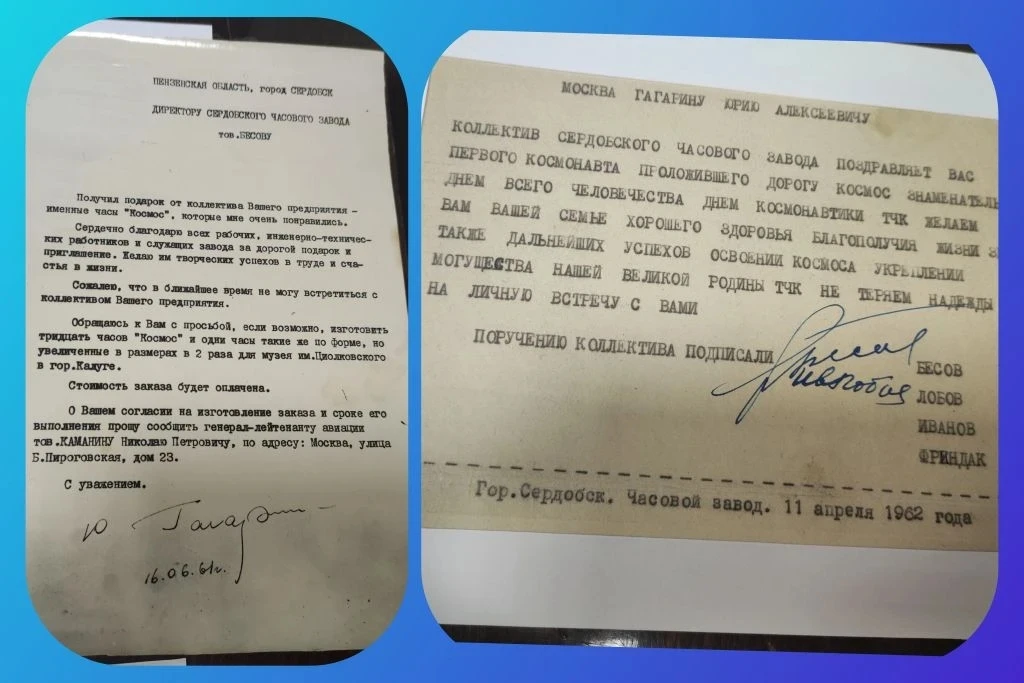 ПЕНЗЕНСКАЯ ОБЛАСТЬ, город СЕРДОБСК
ДИРЕКТОРУ СЕРДОБСКОГО ЧАСОВОГО ЗАВОДА
тов.БЕСОВУ
Получил подарок от коллектива Вашего предприятия -
именные часы "Космос", которые мне очень понравились.
Сердечно благодарю всех рабочих, инженерно-техничес-
ких работников и служащих завода за дорогой подарок и
приглашение. Желаю им творческих успехов в труде и сча-
стья в жизни.
Сожалею, что в ближайшее время не могу встретиться с
коллективом Вашего предприятия.
Обращаюсь к Вам с просьбой, если возможно, изготовить
тридцать часов "Космос" и одни часы такие же по форме, но
увеличенные в размерах в 2 раза для музея им.Циолковского
в гор.Калуге.
Стоимость заказа будет оплачена.
О Вашем согласии на изготовление заказа и сроке его
выполнения прошу сообщить генерал-лейтенанту авиации
тов.КАМАНИНУ Николаю Петровичу, по адресу: Москва, улица
Б.Пироговская, дом 23.
С уважением.
Ю Гагарин
16.06.61г.
МОСКВА ГАГАРИНУ ЮРИЮ АЛЕКСЕЕВИЧУ
КОЛЛЕКТИВ СЕРДОБСКОГО ЧАСОВОГО ЗАВОДА ПОЗДРАВЛЯЕТ ВАС
ПЕРВОГО КОСМОНАВТА ПРОЛОЖИВШЕГО ДОРОГУ КОСМОС ЗНАМЕНАТЕЛЬ
ДНЕМ ВСЕГО ЧЕЛОВЕЧЕСТВА ДНЕМ КОСМОНАВТИКИ ТЧК ЖЕЛАЕМ
ВАМ ВАШЕЙ СЕМЬЕ ХОРОШЕГО ЗДОРОВЬЯ БЛАГОПОЛУЧИЯ ЖИЗНИ
ТАКЖЕ ДАЛЬНЕЙШИХ УСПЕХОВ ОСВОЕНИИ КОСМОСА УКРЕПЛЕНИИ
МОГУЩЕСТВА НАШЕЙ ВЕЛИКОЙ РОДИНЫ ТЧК НЕ ТЕРЯЕМ НАДЕЖДЫ
НА ЛИЧНУЮ ВСТРЕЧУ С ВАМИ
ПОРУЧЕНИЮ КОЛЛЕКТИВА ПОДПИСАЛИ
БЕСОВ
ЛОБОВ
ИВАНОВ
ФРИНДАК
Гор.Сердобск. Часовой завод. 11 апреля 1962 года